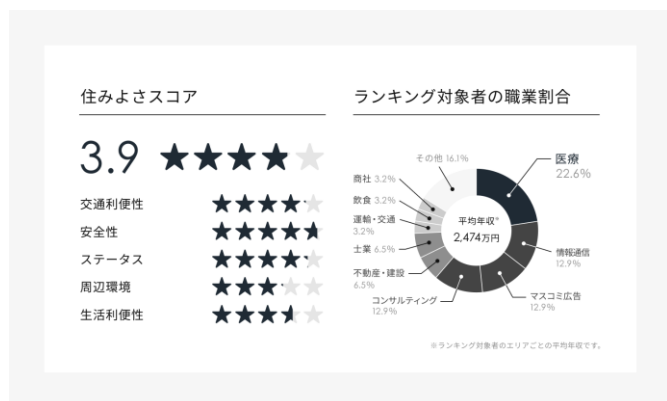 住みよさスコア
3.9
交通利便性
安全性
ステータス
周辺環境
生活利便性
ランキング対象者の職業割合
医療
22.6%
情報通信
12.9%
マスコミ広告
12.9%
コンサルティング
12.9%
不動産・建設
6.5%
士業 6.5%
運輸・交通
3.2%
飲食 3.2%
商社 3.2%
その他 16.1%
平均年収※
2,474万円
※ランキング対象者のエリアごとの平均年収です。